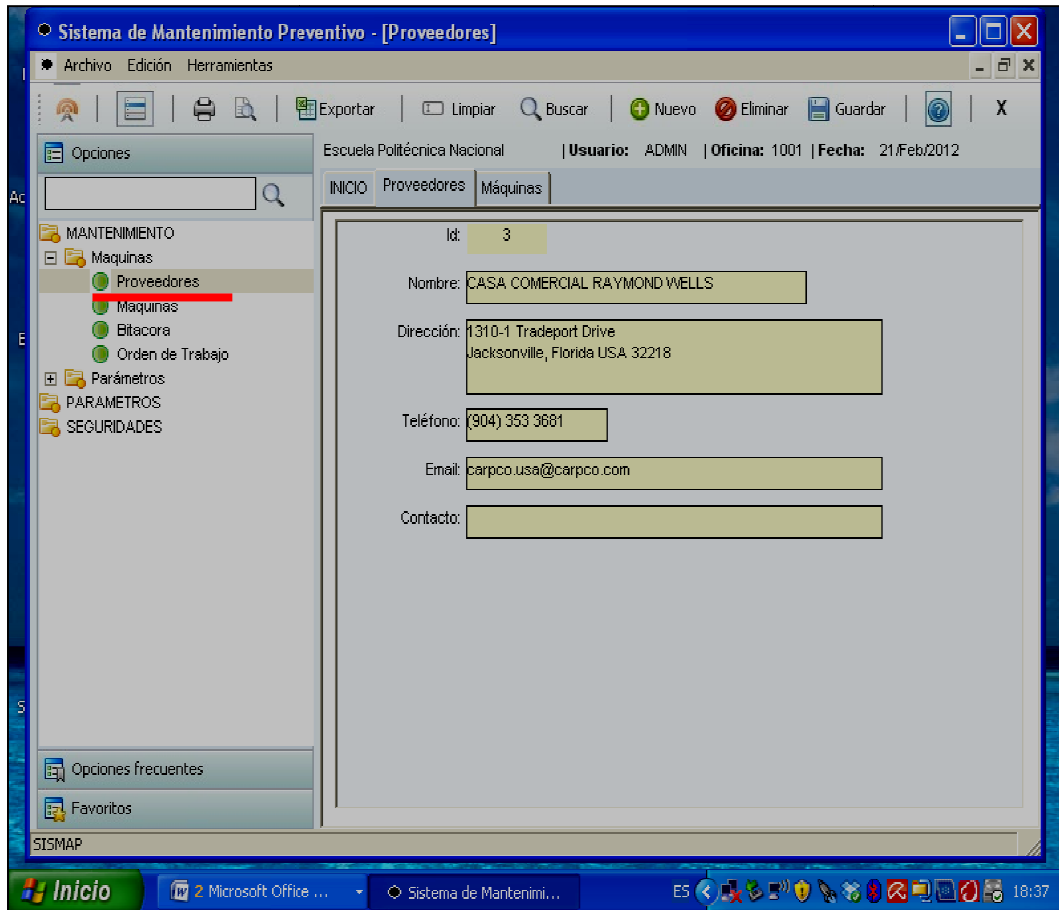 Sistema de Mantenimiento Preventivo - [Proveedores]
Archivo Edición Herramientas
Exportar Limpiar Buscar Nuevo Eliminar Guardar X
Opciones
Escuela Politécnica Nacional | Usuario: ADMIN | Oficina: 1001 | Fecha: 21/Feb/2012
INICIO Proveedores Máquinas
MANTENIMIENTO
Maquinas
Proveedores
Maquinas
Bitacora
Orden de Trabajo
Parámetros
PARAMETROS
SEGURIDADES
Id: 3
Nombre: CASA COMERCIAL RAYMOND WELLS
Dirección: 1310-1 Tradeport Drive
Jacksonville, Florida USA 32218
Teléfono: (904) 353 3681
Email: carpco.usa@carpco.com
Contacto:
Opciones frecuentes
Favoritos
SISMAP
Inicio 2 Microsoft Office ... Sistema de Mantenimi... ES 18:37